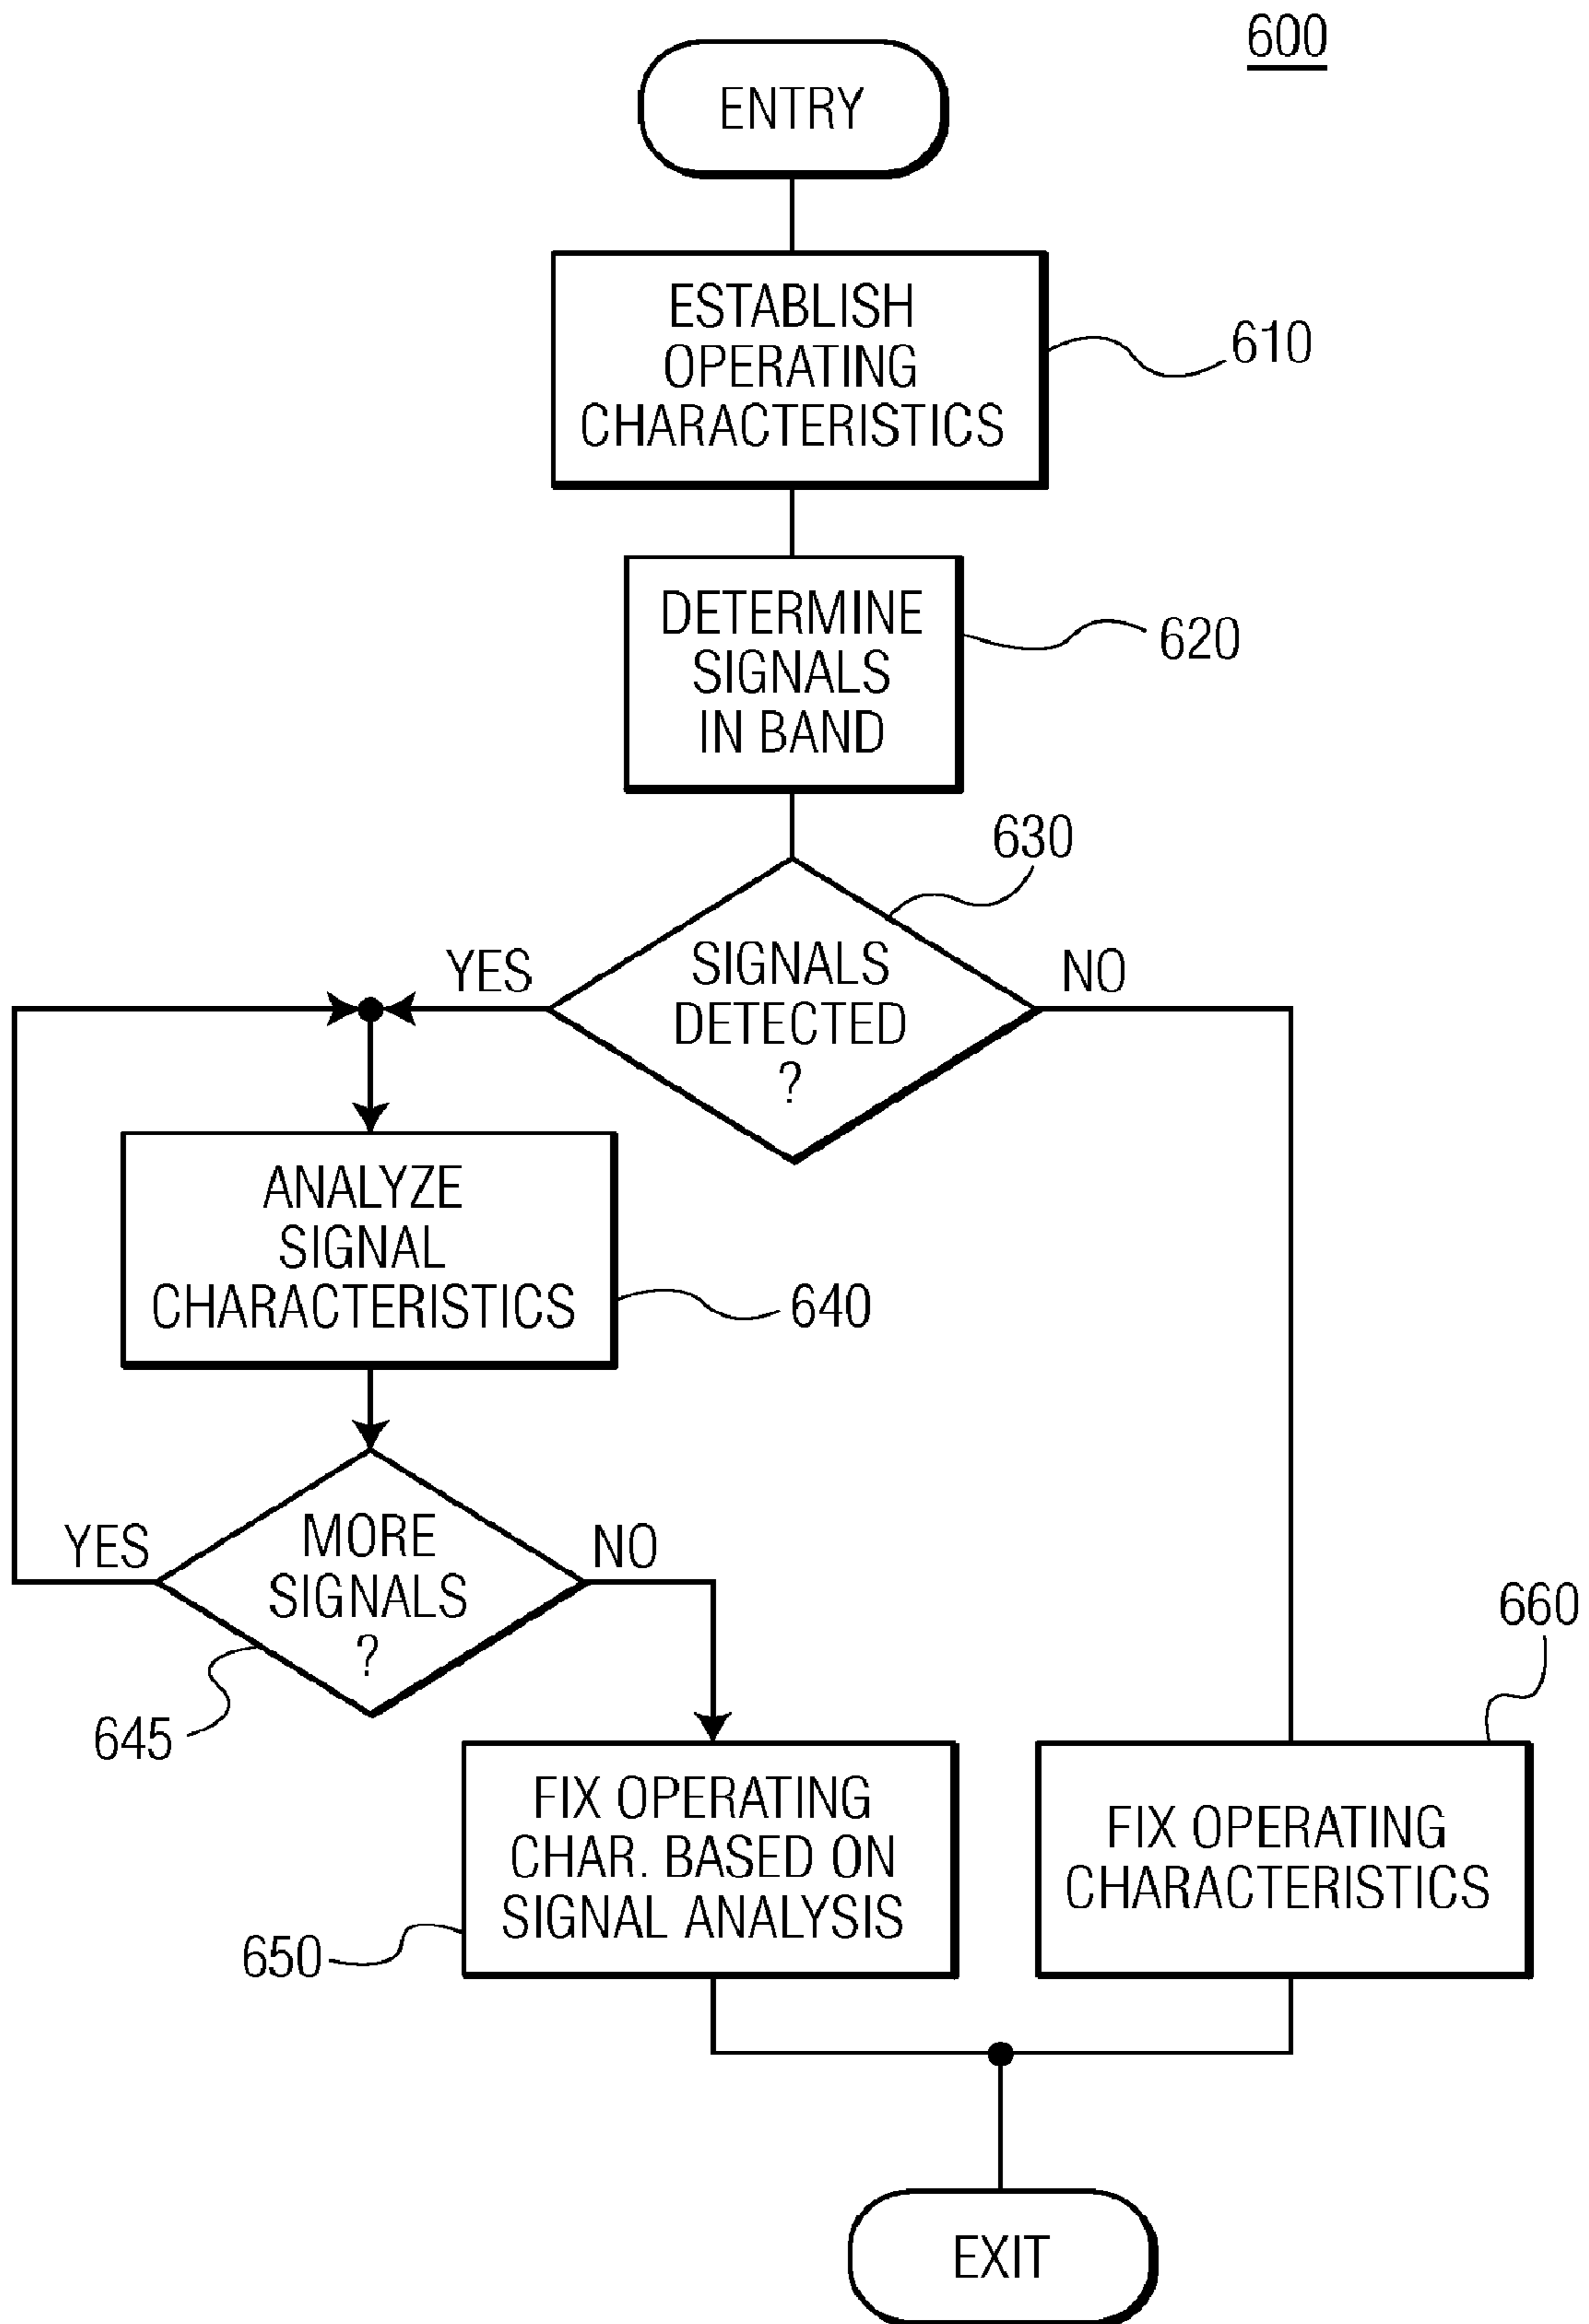 600
ENTRY
ESTABLISH
OPERATING
CHARACTERISTICS
610
DETERMINE
SIGNALS
IN BAND
620
630
SIGNALS
DETECTED
?
YES
NO
ANALYZE
SIGNAL
CHARACTERISTICS
640
MORE
SIGNALS
?
YES
NO
645
660
FIX OPERATING
CHAR. BASED ON
SIGNAL ANALYSIS
650
FIX OPERATING
CHARACTERISTICS
EXIT